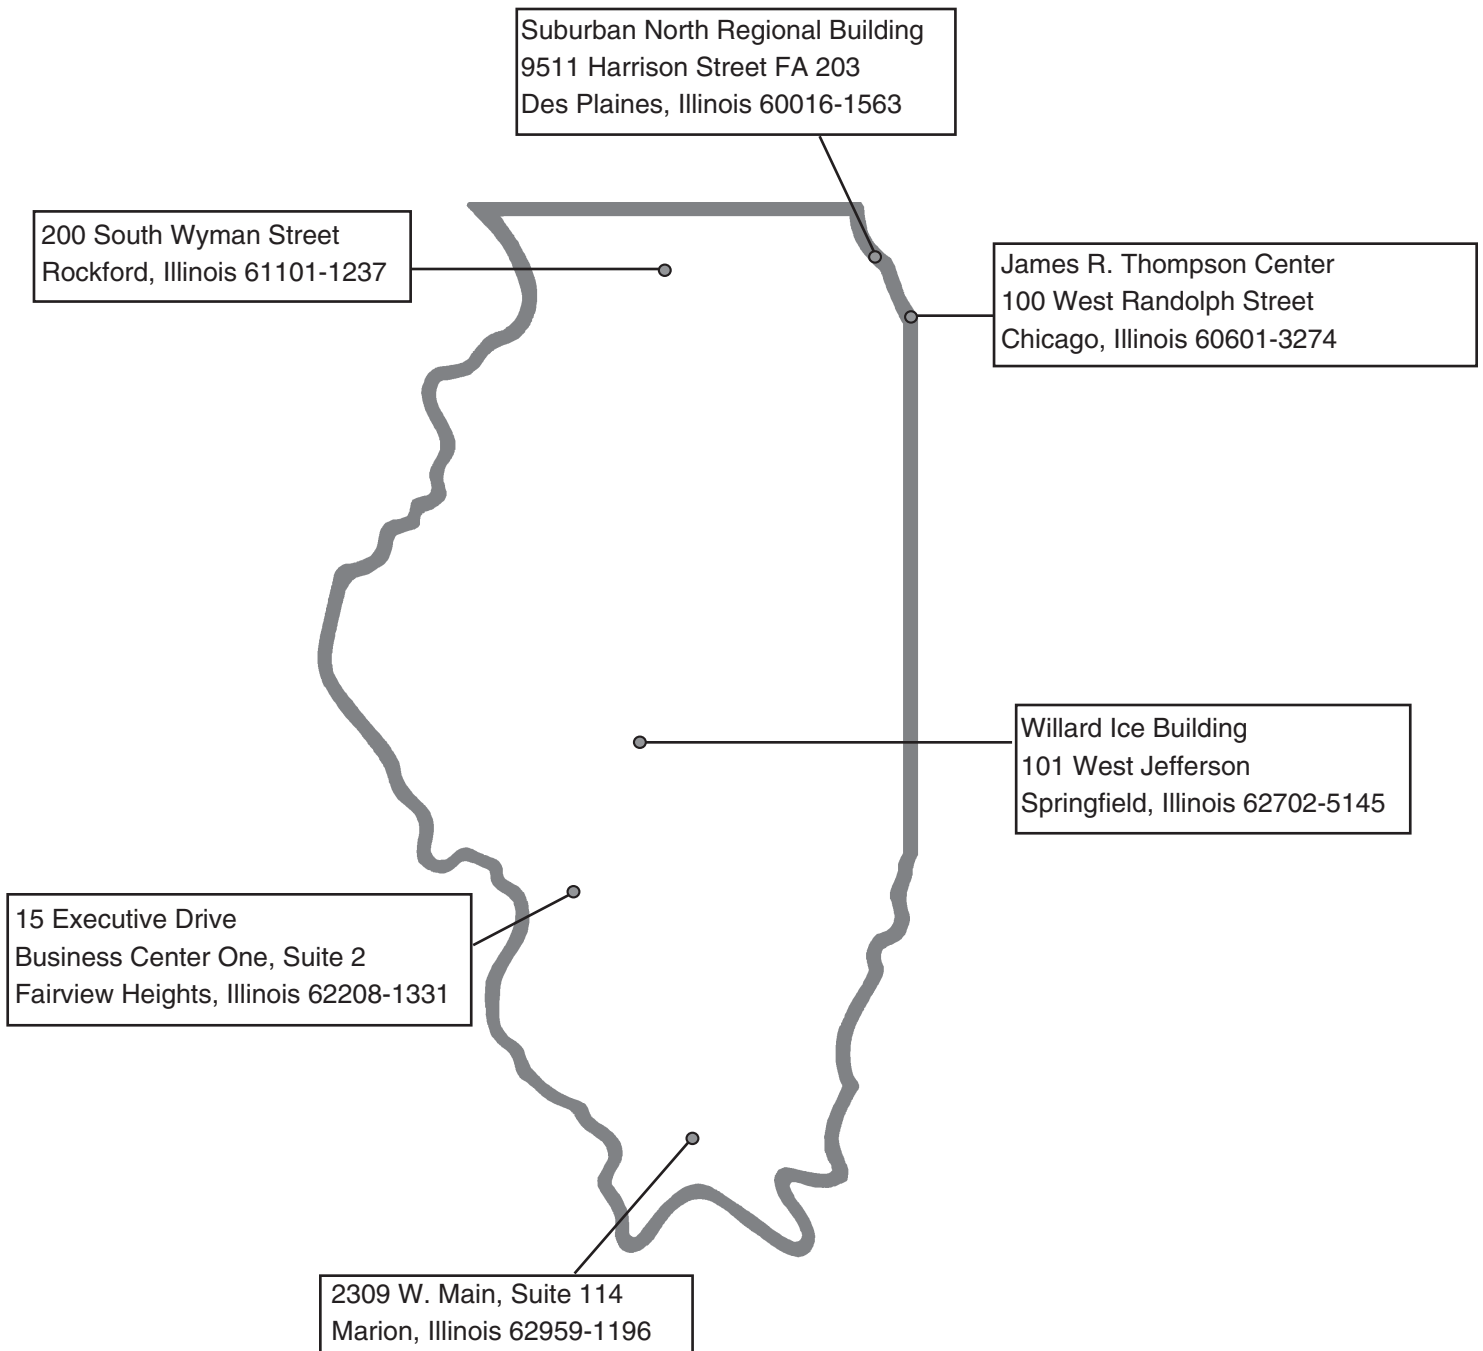 Suburban North Regional Building
9511 Harrison Street FA 203
Des Plaines, Illinois 60016-1563
200 South Wyman Street
Rockford, Illinois 61101-1237
James R. Thompson Center
100 West Randolph Street
Chicago, Illinois 60601-3274
Willard Ice Building
101 West Jefferson
Springfield, Illinois 62702-5145
15 Executive Drive
Business Center One, Suite 2
Fairview Heights, Illinois 62208-1331
2309 W. Main, Suite 114
Marion, Illinois 62959-1196